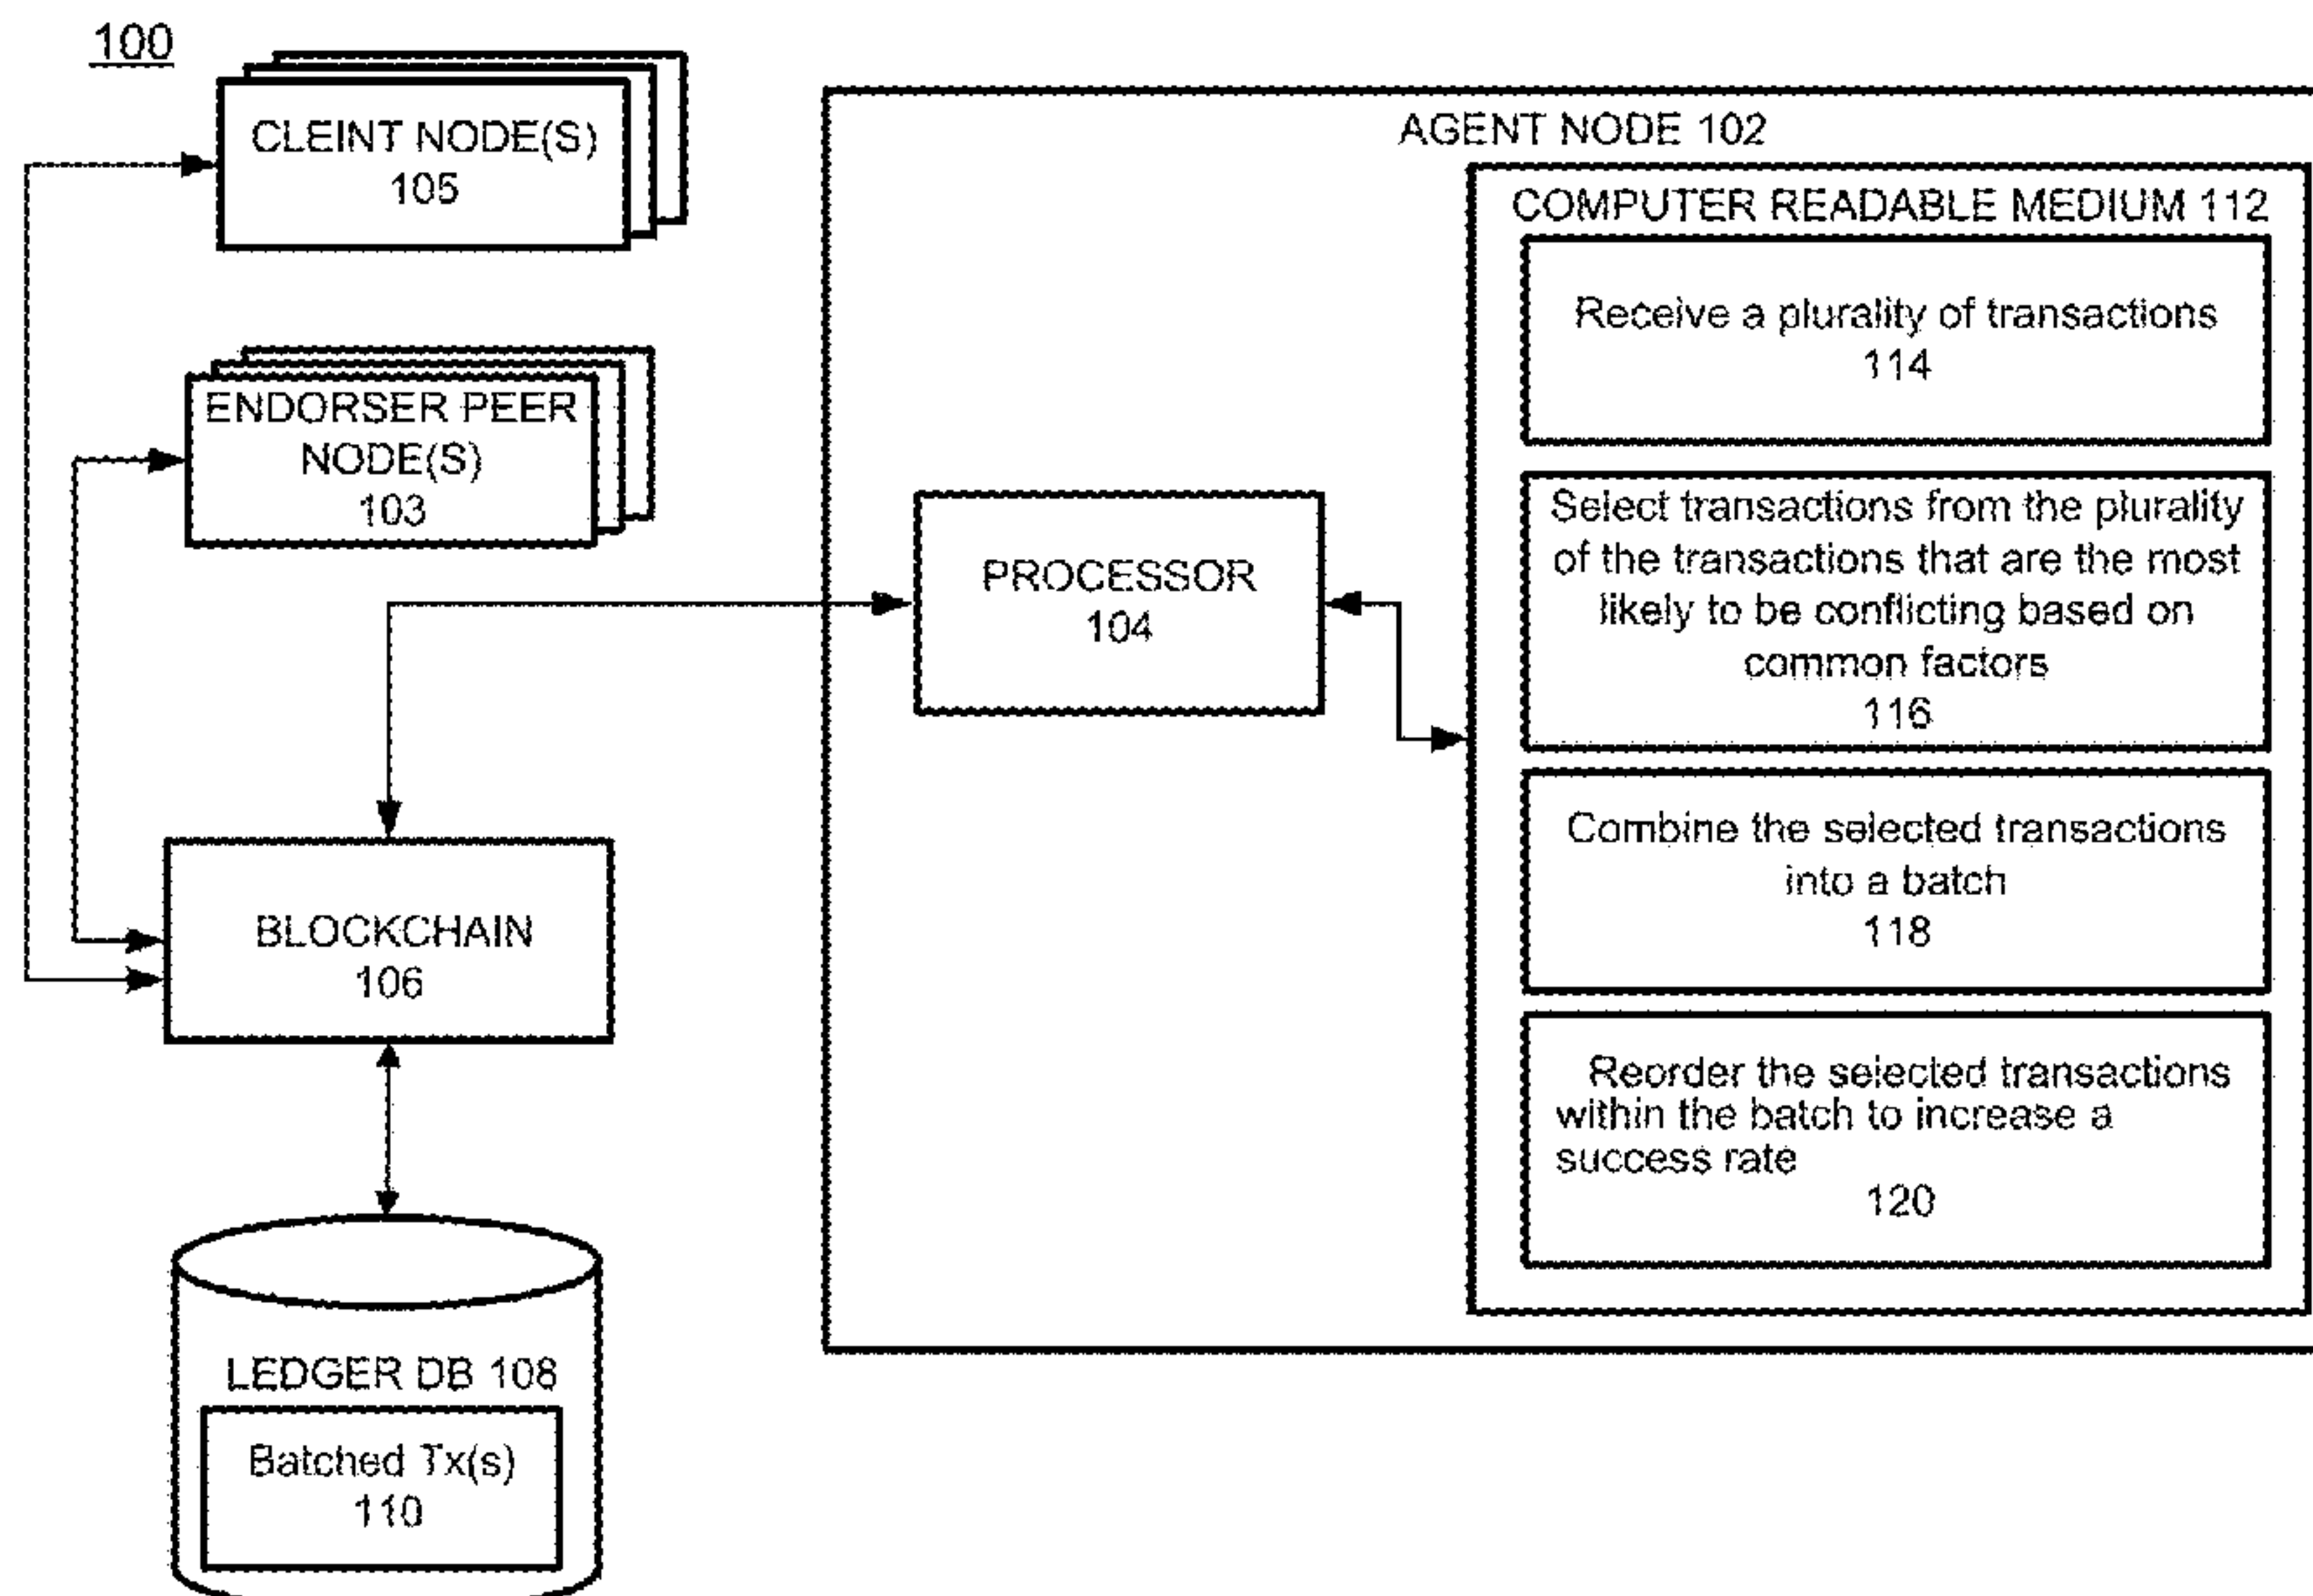 100
CLEINT NODE(S)
105
ENDORSER PEER
NODE(S)
103
BLOCKCHAIN
106
LEDGER DB 108
Batched Tx(s)
110
AGENT NODE 102
PROCESSOR
104
COMPUTER READABLE MEDIUM 112
Receive a plurality of transactions
114
Select transactions from the plurality
of the transactions that are the most
likely to be conflicting based on
common factors
116
Combine the selected transactions
into a batch
118
Reorder the selected transactions
within the batch to increase a
success rate
120